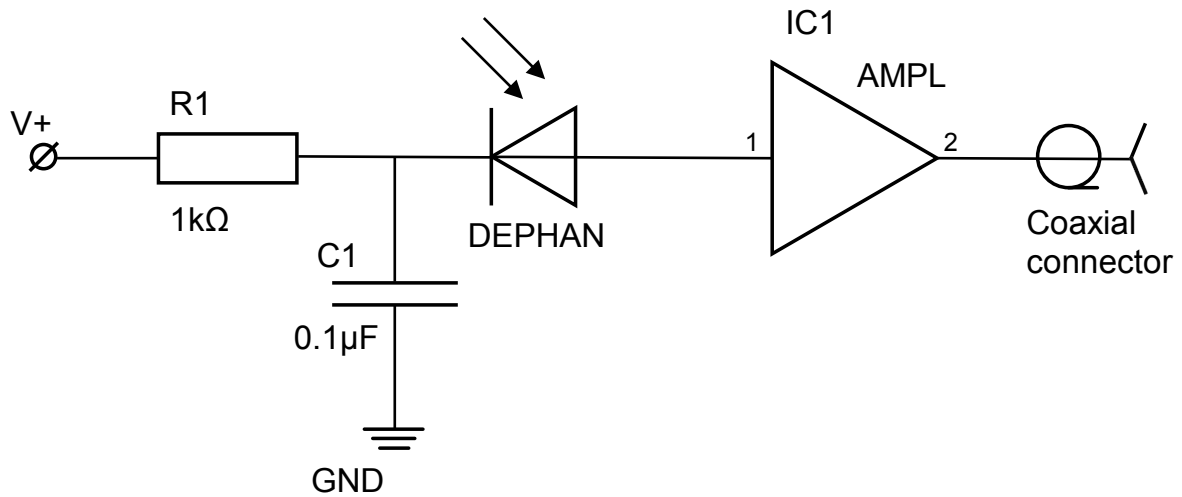 IC1
AMPL
R1
V+
1
2
1kΩ
DEPHAN
Coaxial
connector
C1
0.1µF
GND